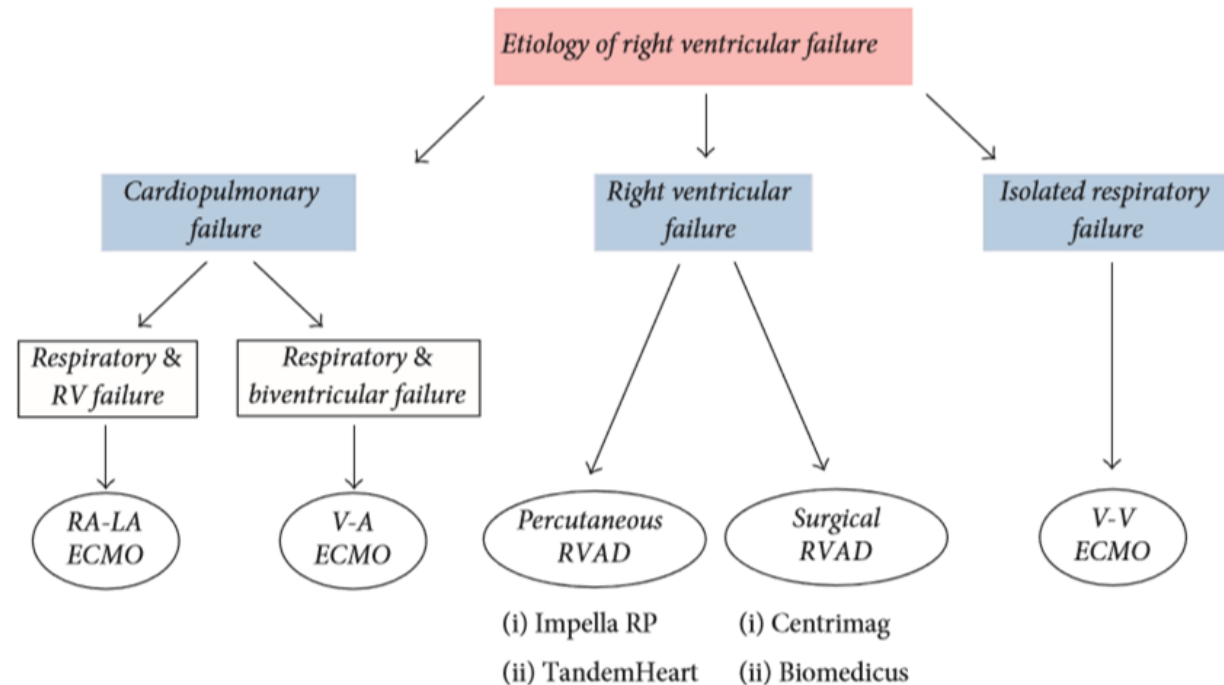 Etiology of right ventricular failure
Cardiopulmonary
failure
Right ventricular
failure
Isolated respiratory
failure
Respiratory &
RV failure
Respiratory &
biventricular failure
RA-LA
ECMO
V-A
ECMO
Percutaneous
RVAD
Surgical
RVAD
V-V
ECMO
(i) Impella RP
(ii) TandemHeart
(i) Centrimag
(ii) Biomedicus